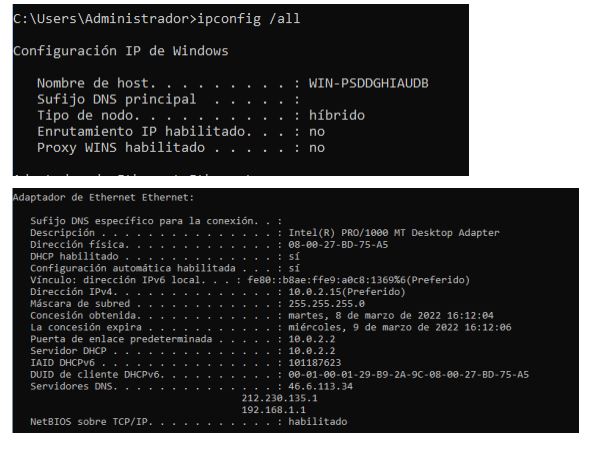 C:\Users\Administrador>ipconfig /all
Configuración IP de Windows
Nombre de host. . . . . . . . . : WIN-PSDDGHIAUDB
Sufijo DNS principal . . . . . :
Tipo de nodo. . . . . . . . . . : híbrido
Enrutamiento IP habilitado. . . : no
Proxy WINS habilitado . . . . . : no
Adaptador de Ethernet Ethernet:
Sufijo DNS específico para la conexión. . :
Descripción . . . . . . . . . . . . . . . : Intel(R) PRO/1000 MT Desktop Adapter
Dirección física. . . . . . . . . . . . . : 08-00-27-BD-75-A5
DHCP habilitado . . . . . . . . . . . . . : sí
Configuración automática habilitada . . . : sí
Vínculo: dirección IPv6 local. . . : fe80::b8ae:ffe9:a0c8:1369%6(Preferido)
Dirección IPv4. . . . . . . . . . . . . . : 10.0.2.15(Preferido)
Máscara de subred . . . . . . . . . . . . : 255.255.255.0
Concesión obtenida. . . . . . . . . . . . : martes, 8 de marzo de 2022 16:12:04
La concesión expira . . . . . . . . . . . : miércoles, 9 de marzo de 2022 16:12:06
Puerta de enlace predeterminada . . . . . : 10.0.2.2
Servidor DHCP . . . . . . . . . . . . . . : 10.0.2.2
IAID DHCPv6 . . . . . . . . . . . . . . . : 101187623
DUID de cliente DHCPv6. . . . . . . . . . : 00-01-00-01-29-B9-2A-9C-08-00-27-BD-75-A5
Servidores DNS. . . . . . . . . . . . . . : 46.6.113.34
212.230.135.1
192.168.1.1
NetBIOS sobre TCP/IP. . . . . . . . . . . : habilitado